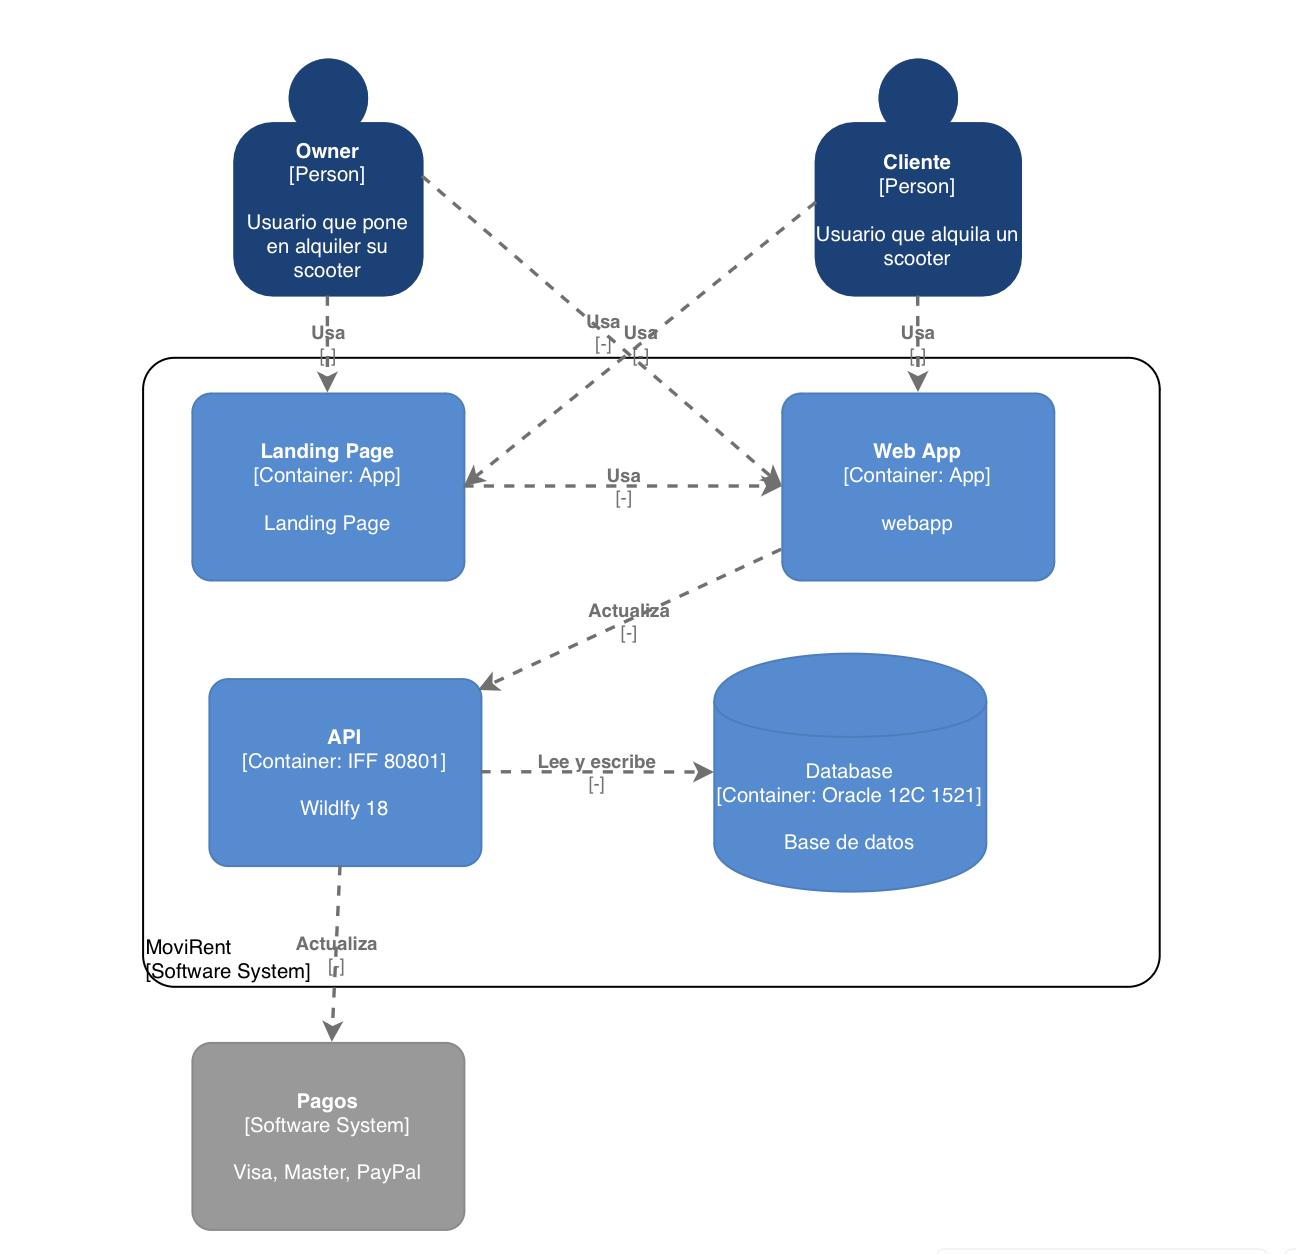 Owner
[Person]
Usuario que pone
en alquiler su
scooter
Cliente
[Person]
Usuario que alquila un
scooter
Usa
[-]
Usa
[-]
Usa
[-]
Usa
[-]
Landing Page
[Container: App]
Landing Page
Usa
[-]
Web App
[Container: App]
webapp
Actualiza
[-]
API
[Container: IFF 80801]
Wildlfy 18
Lee y escribe
[-]
Database
[Container: Oracle 12C 1521]
Base de datos
Actualiza
[-]
MoviRent
[Software System]
Pagos
[Software System]
Visa, Master, PayPal